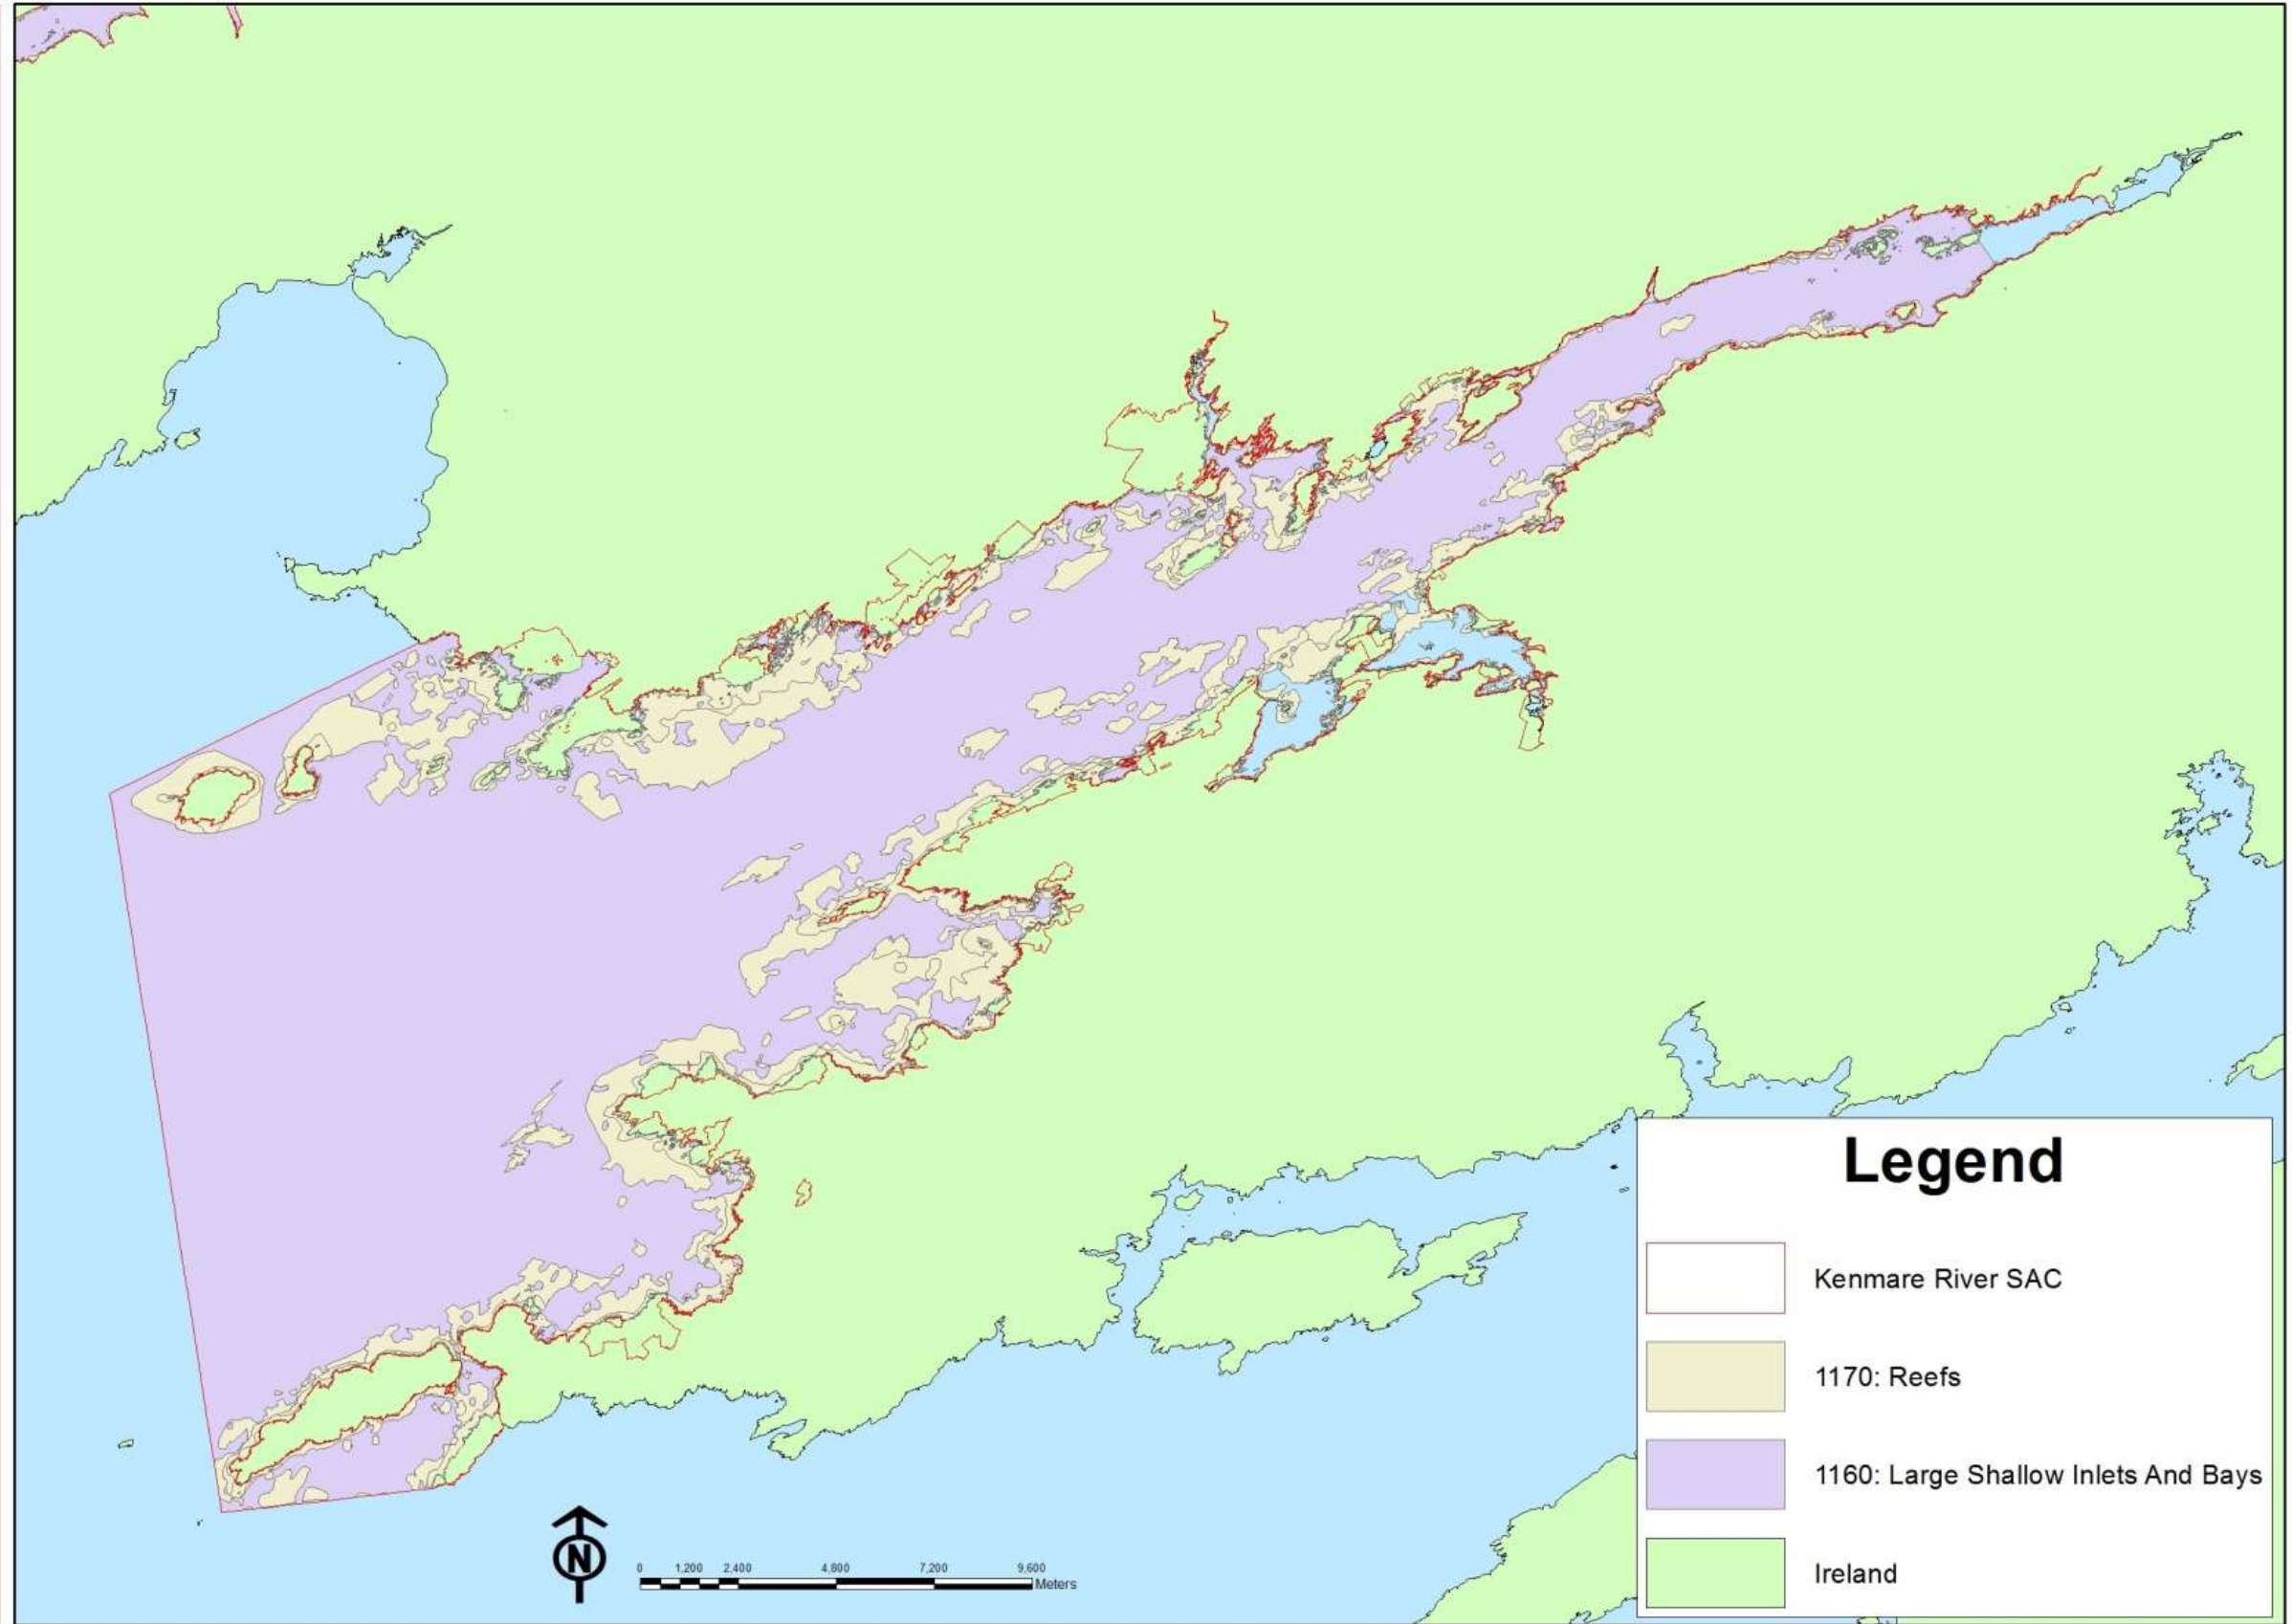 Legend
Kenmare River SAC
1170: Reefs
1160: Large Shallow Inlets And Bays
Ireland
N
0 1,200 2,400 4,800 7,200 9,600
Meters